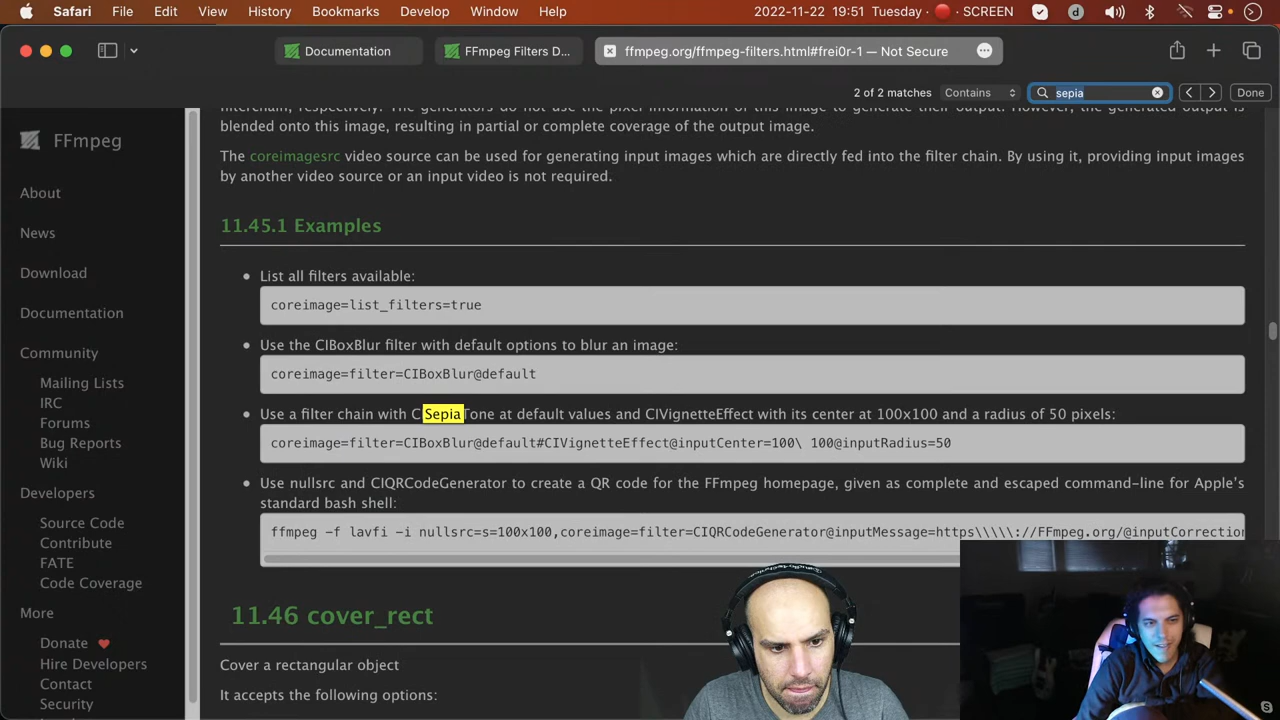 Safari File Edit View History Bookmarks Develop Window Help 2022-11-22 19:51 Tuesday SCREEN d
Documentation FFmpeg Filters D... ffmpeg.org/ffmpeg-filters.html#frei0r-1 — Not Secure
2 of 2 matches Contains sepia Done
blended onto this image, resulting in partial or complete coverage of the output image.
The coreimagesrc video source can be used for generating input images which are directly fed into the filter chain. By using it, providing input images
by another video source or an input video is not required.
11.45.1 Examples
List all filters available:
coreimage=list_filters=true
Use the CIBoxBlur filter with default options to blur an image:
coreimage=filter=CIBoxBlur@default
Use a filter chain with CISepiaTone at default values and CIVignetteEffect with its center at 100x100 and a radius of 50 pixels:
coreimage=filter=CIBoxBlur@default#CIVignetteEffect@inputCenter=100\ 100@inputRadius=50
Use nullsrc and CIQRCodeGenerator to create a QR code for the FFmpeg homepage, given as complete and escaped command-line for Apple’s
standard bash shell:
ffmpeg -f lavfi -i nullsrc=s=100x100,coreimage=filter=CIQRCodeGenerator@inputMessage=https\\\\\://FFmpeg.org/@inputCorrection
11.46 cover_rect
Cover a rectangular object
It accepts the following options:
FFmpeg
About
News
Download
Documentation
Community
Mailing Lists
IRC
Forums
Bug Reports
Wiki
Developers
Source Code
Contribute
FATE
Code Coverage
More
Donate
Hire Developers
Contact
Security